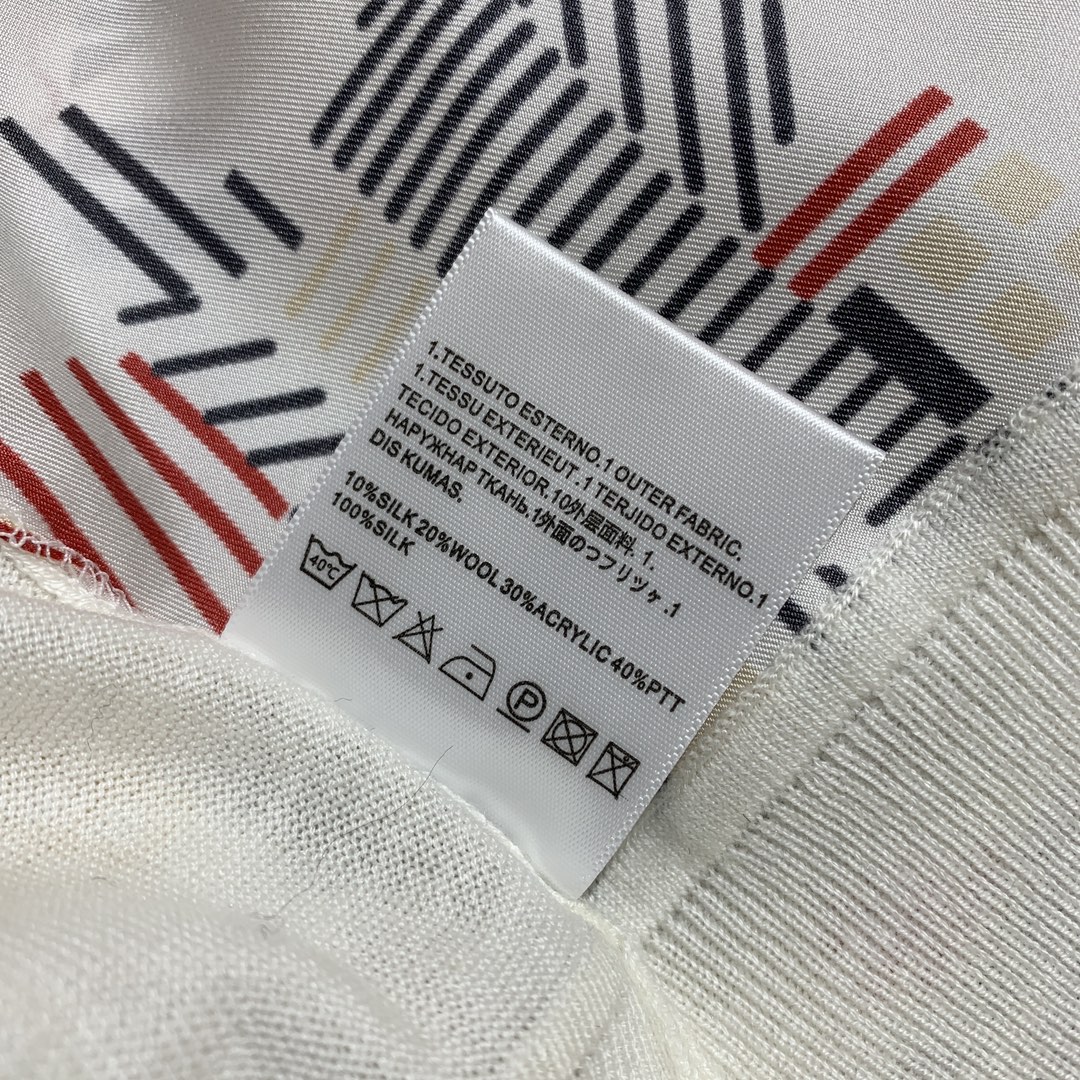 1.TESSUTO ESTERNO.1 OUTER FABRIC.
1.TESSU EXTERIEUT .1 TERJIDO EXTERNO.1
TECIDO EXTERIOR,10外层面料. 1.
НАРУЖНАР ТКАНЬ,1外面のつフリツヶ.1
DIS KUMAS.
10%SILK 20%WOOL 30%ACRYLIC 40%PTT
100%SILK
40℃
P